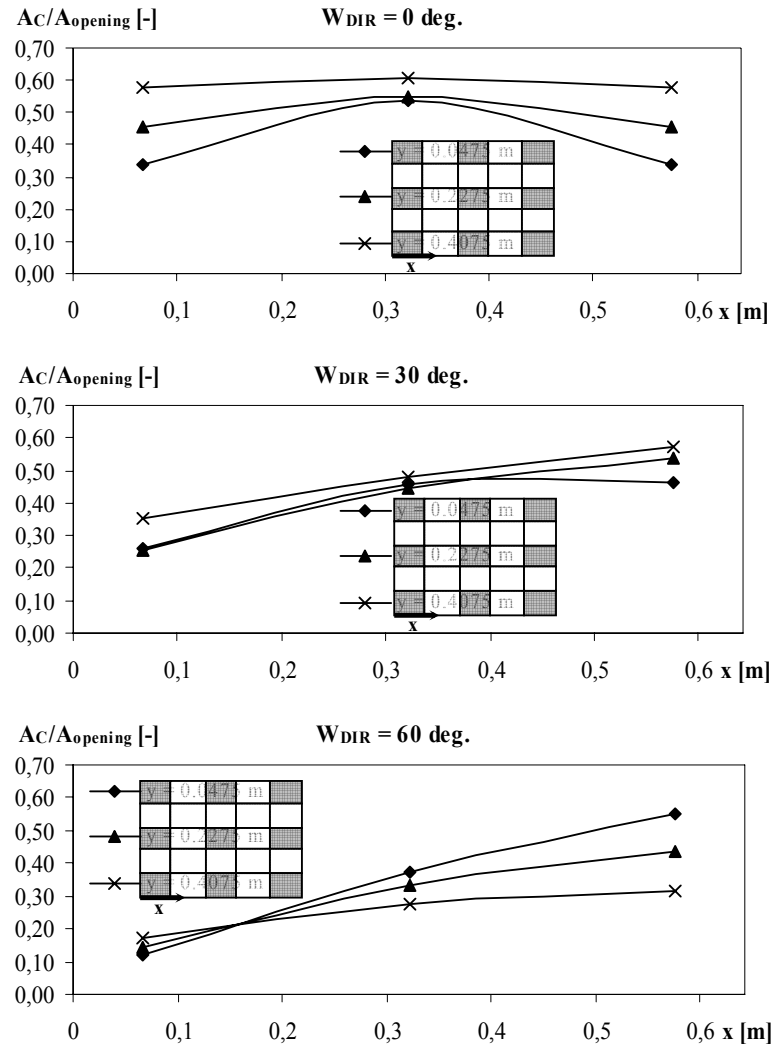 AC/Aopening [-]
WDIR = 0 deg.
0,70
0,60
0,50
0,40
0,30
0,20
0,10
0,00
y = 0.0475 m
y = 0.2275 m
y = 0.4075 m
x
0 0,1 0,2 0,3 0,4 0,5 0,6 x [m]
AC/Aopening [-]
WDIR = 30 deg.
0,70
0,60
0,50
0,40
0,30
0,20
0,10
0,00
y = 0.0475 m
y = 0.2275 m
y = 0.4075 m
x
0 0,1 0,2 0,3 0,4 0,5 0,6 x [m]
AC/Aopening [-]
WDIR = 60 deg.
0,70
0,60
0,50
0,40
0,30
0,20
0,10
0,00
y = 0.0475 m
y = 0.2275 m
y = 0.4075 m
x
0 0,1 0,2 0,3 0,4 0,5 0,6 x [m]